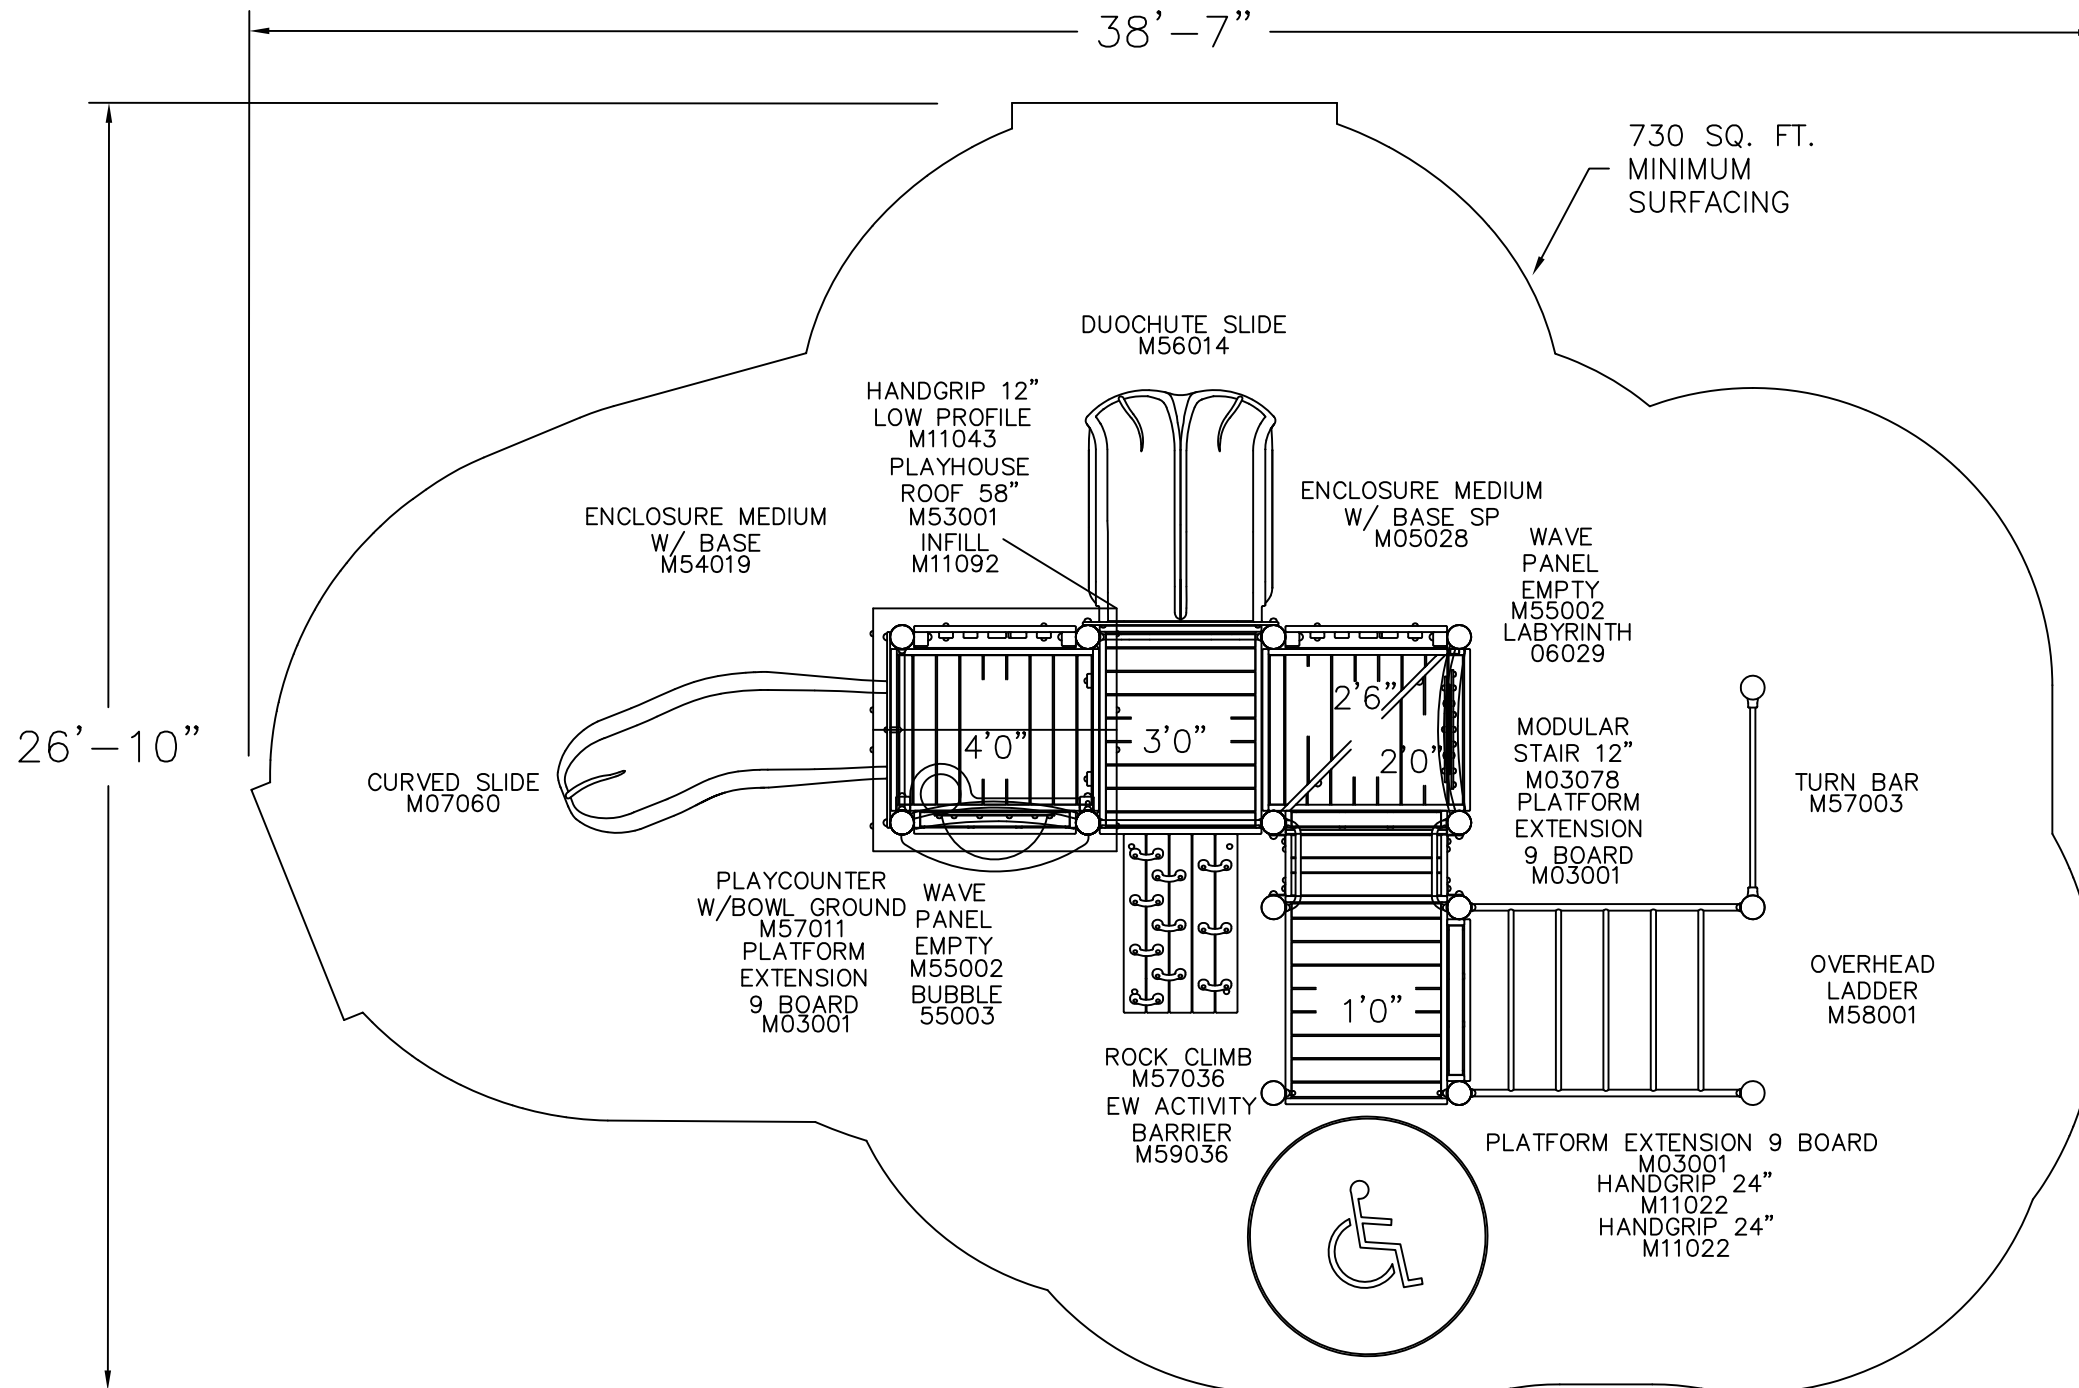 38'–7"
730 SQ. FT.
MINIMUM
SURFACING
DUOCHUTE SLIDE
M56014
HANDGRIP 12"
LOW PROFILE
M11043
PLAYHOUSE
ROOF 58"
M53001
INFILL
M11092
ENCLOSURE MEDIUM
W/ BASE
M54019
ENCLOSURE MEDIUM
W/ BASE SP
M05028
WAVE
PANEL
EMPTY
M55002
LABYRINTH
06029
26'–10"
4'0"
3'0"
2'6"
2'0"
MODULAR
STAIR 12"
M03078
PLATFORM
EXTENSION
9 BOARD
M03001
TURN BAR
M57003
CURVED SLIDE
M07060
PLAYCOUNTER
W/BOWL GROUND
M57011
PLATFORM
EXTENSION
9 BOARD
M03001
WAVE
PANEL
EMPTY
M55002
BUBBLE
55003
1'0"
OVERHEAD
LADDER
M58001
ROCK CLIMB
M57036
EW ACTIVITY
BARRIER
M59036
PLATFORM EXTENSION 9 BOARD
M03001
HANDGRIP 24"
M11022
HANDGRIP 24"
M11022